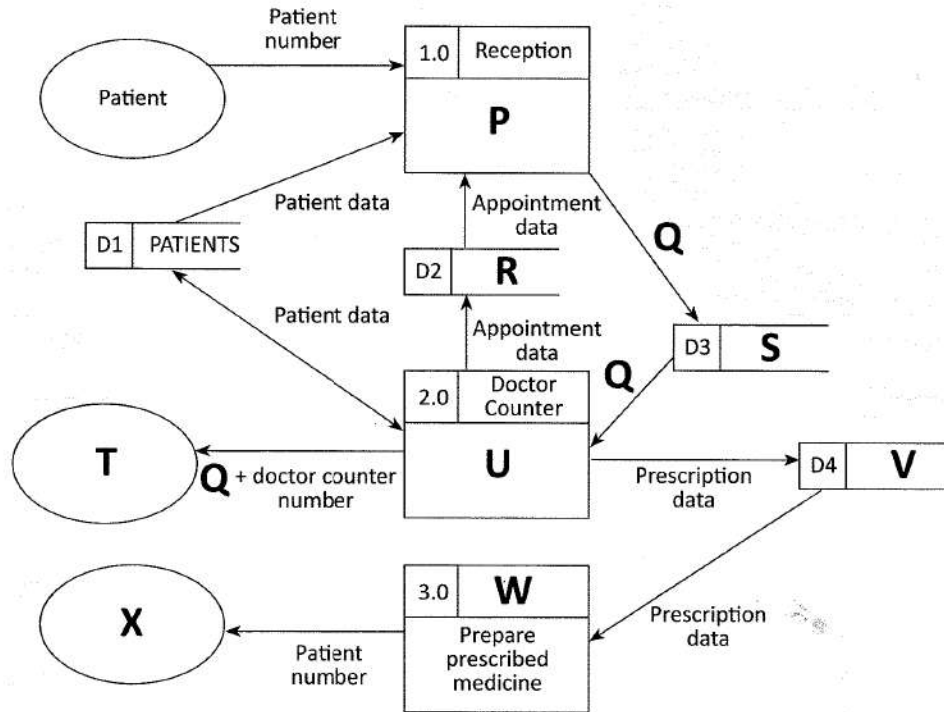 Patient
number
1.0
Reception
Patient
P
Patient data
Appointment
data
Q
D1
PATIENTS
D2
R
Patient data
Appointment
data
Q
D3
S
2.0
Doctor
Counter
T
U
Q + doctor counter
number
Prescription
data
D4
V
3.0
W
X
Prescription
data
Patient
number
Prepare
prescribed
medicine